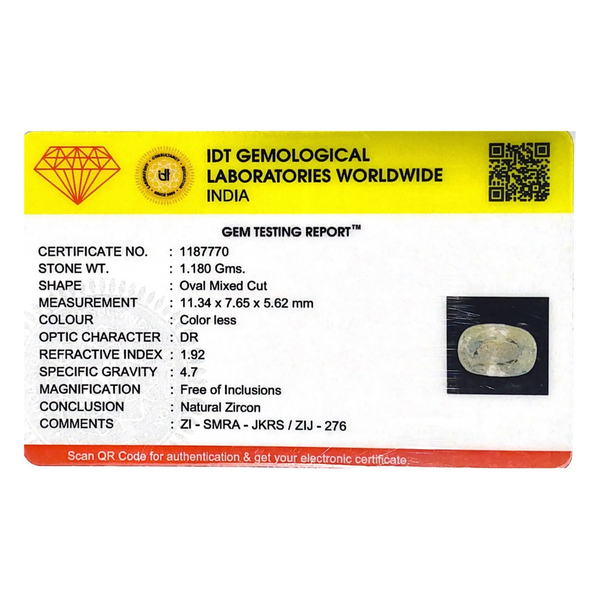 IDT GEMOLOGICAL
LABORATORIES WORLDWIDE
INDIA
GEM TESTING REPORT™
CERTIFICATE NO. : 1187770
STONE WT. : 1.180 Gms.
SHAPE : Oval Mixed Cut
MEASUREMENT : 11.34 x 7.65 x 5.62 mm
COLOUR : Color less
OPTIC CHARACTER : DR
REFRACTIVE INDEX : 1.92
SPECIFIC GRAVITY : 4.7
MAGNIFICATION : Free of Inclusions
CONCLUSION : Natural Zircon
COMMENTS : ZI - SMRA - JKRS / ZIJ - 276
Scan QR Code for authentication & get your electronic certificate.